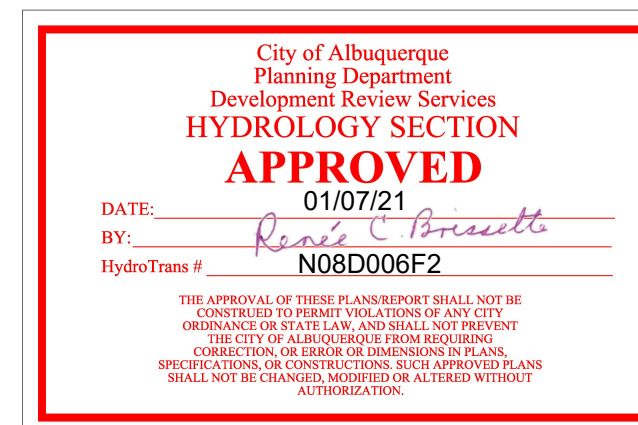 City of Albuquerque
Planning Department
Development Review Services
HYDROLOGY SECTION
APPROVED
DATE: 01/07/21
BY: Renée C. Brissette
HydroTrans # N08D006F2
THE APPROVAL OF THESE PLANS/REPORT SHALL NOT BE
CONSTRUED TO PERMIT VIOLATIONS OF ANY CITY
ORDINANCE OR STATE LAW, AND SHALL NOT PREVENT
THE CITY OF ALBUQUERQUE FROM REQUIRING
CORRECTION, OR ERROR OR DIMENSIONS IN PLANS,
SPECIFICATIONS, OR CONSTRUCTIONS. SUCH APPROVED PLANS
SHALL NOT BE CHANGED, MODIFIED OR ALTERED WITHOUT
AUTHORIZATION.